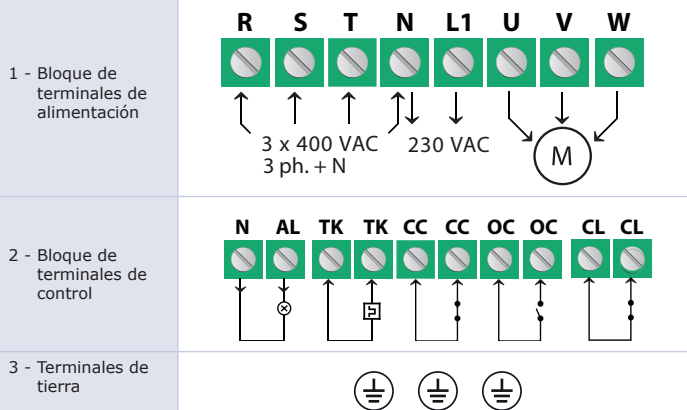 R S T N L1 U V W
1 - Bloque de
terminales de
alimentación
3 x 400 VAC
3 ph. + N
230 VAC
M
N AL TK TK CC CC OC OC CL CL
2 - Bloque de
terminales de
control
3 - Terminales de
tierra